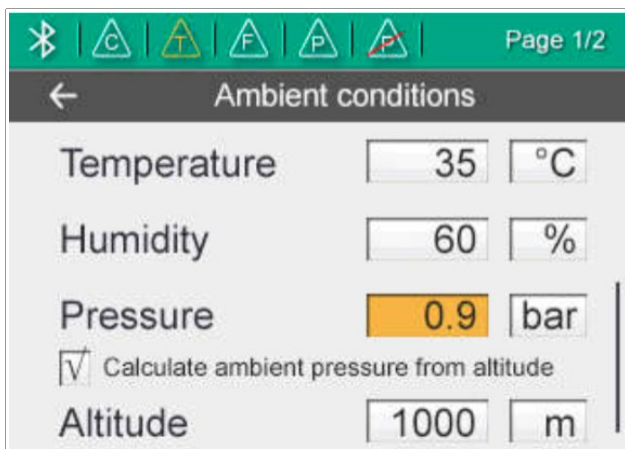 C T F P F Page 1/2
Ambient conditions
Temperature 35 °C
Humidity 60 %
Pressure 0.9 bar
√ Calculate ambient pressure from altitude
Altitude 1000 m